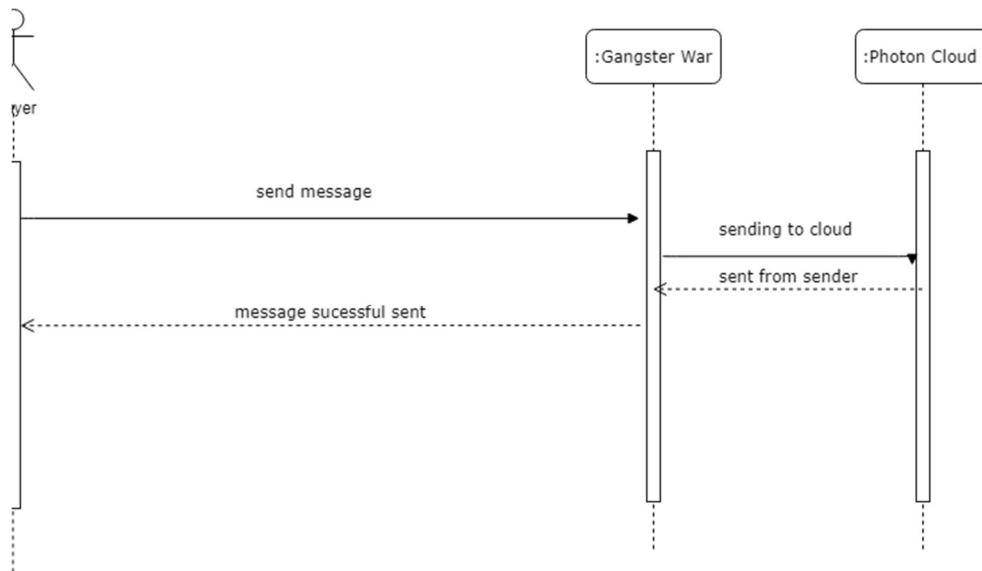 :Gangster War
:Photon Cloud
yer
send message
sending to cloud
sent from sender
message sucessful sent